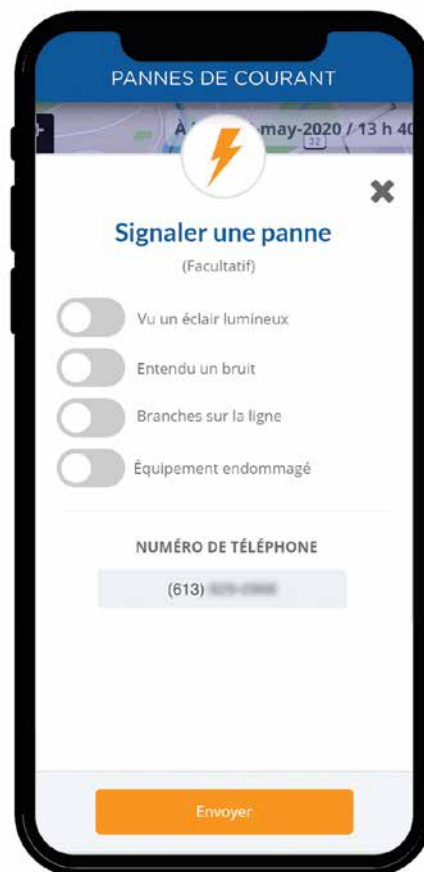 PANNES DE COURANT
may-2020 / 13 h 40
32
Signaler une panne
(Facultatif)
Vu un éclair lumineux
Entendu un bruit
Branches sur la ligne
Équipement endommagé
NUMÉRO DE TÉLÉPHONE
(613)
Envoyer